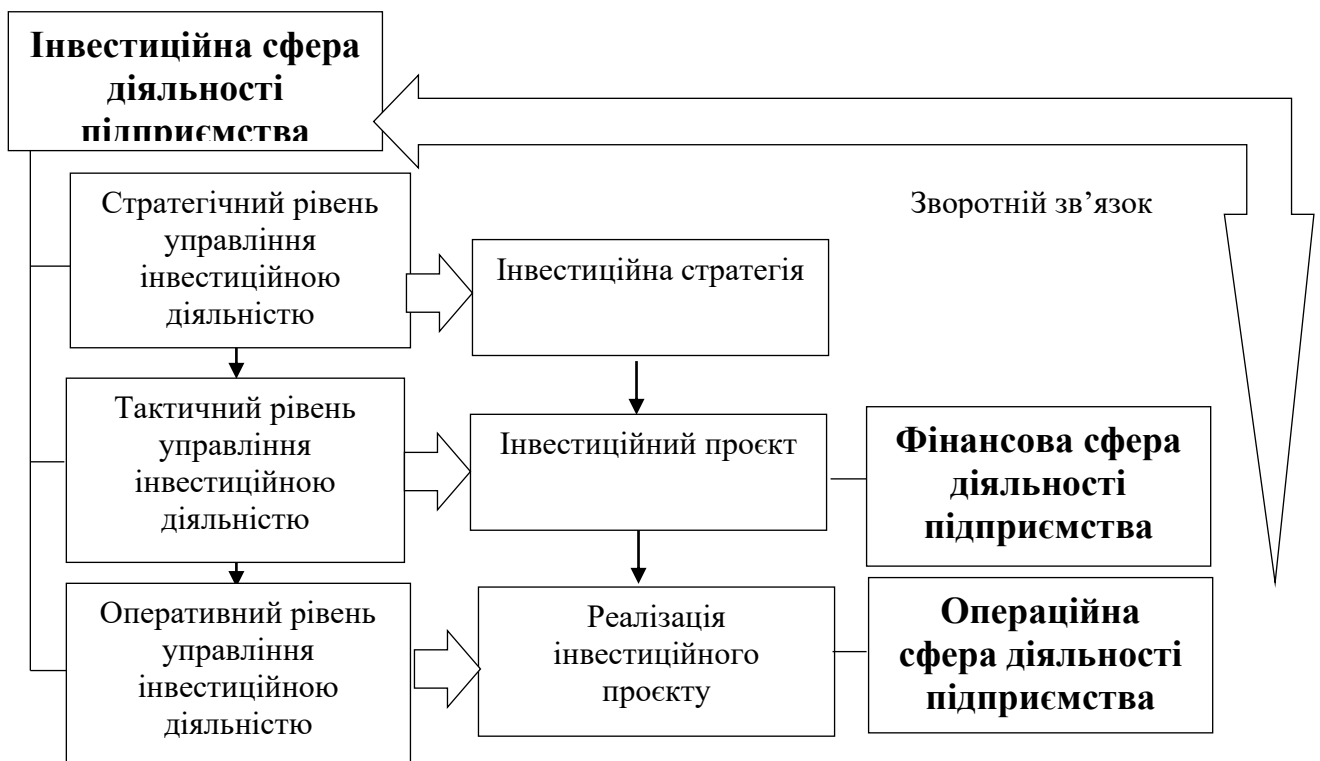 Інвестиційна сфера
діяльності
підприємства
Зворотній зв’язок
Стратегічний рівень
управління
інвестиційною
діяльністю
Інвестиційна стратегія
Тактичний рівень
управління
інвестиційною
діяльністю
Інвестиційний проєкт
Фінансова сфера
діяльності
підприємства
Оперативний рівень
управління
інвестиційною
діяльністю
Реалізація
інвестиційного
проєкту
Операційна
сфера діяльності
підприємства